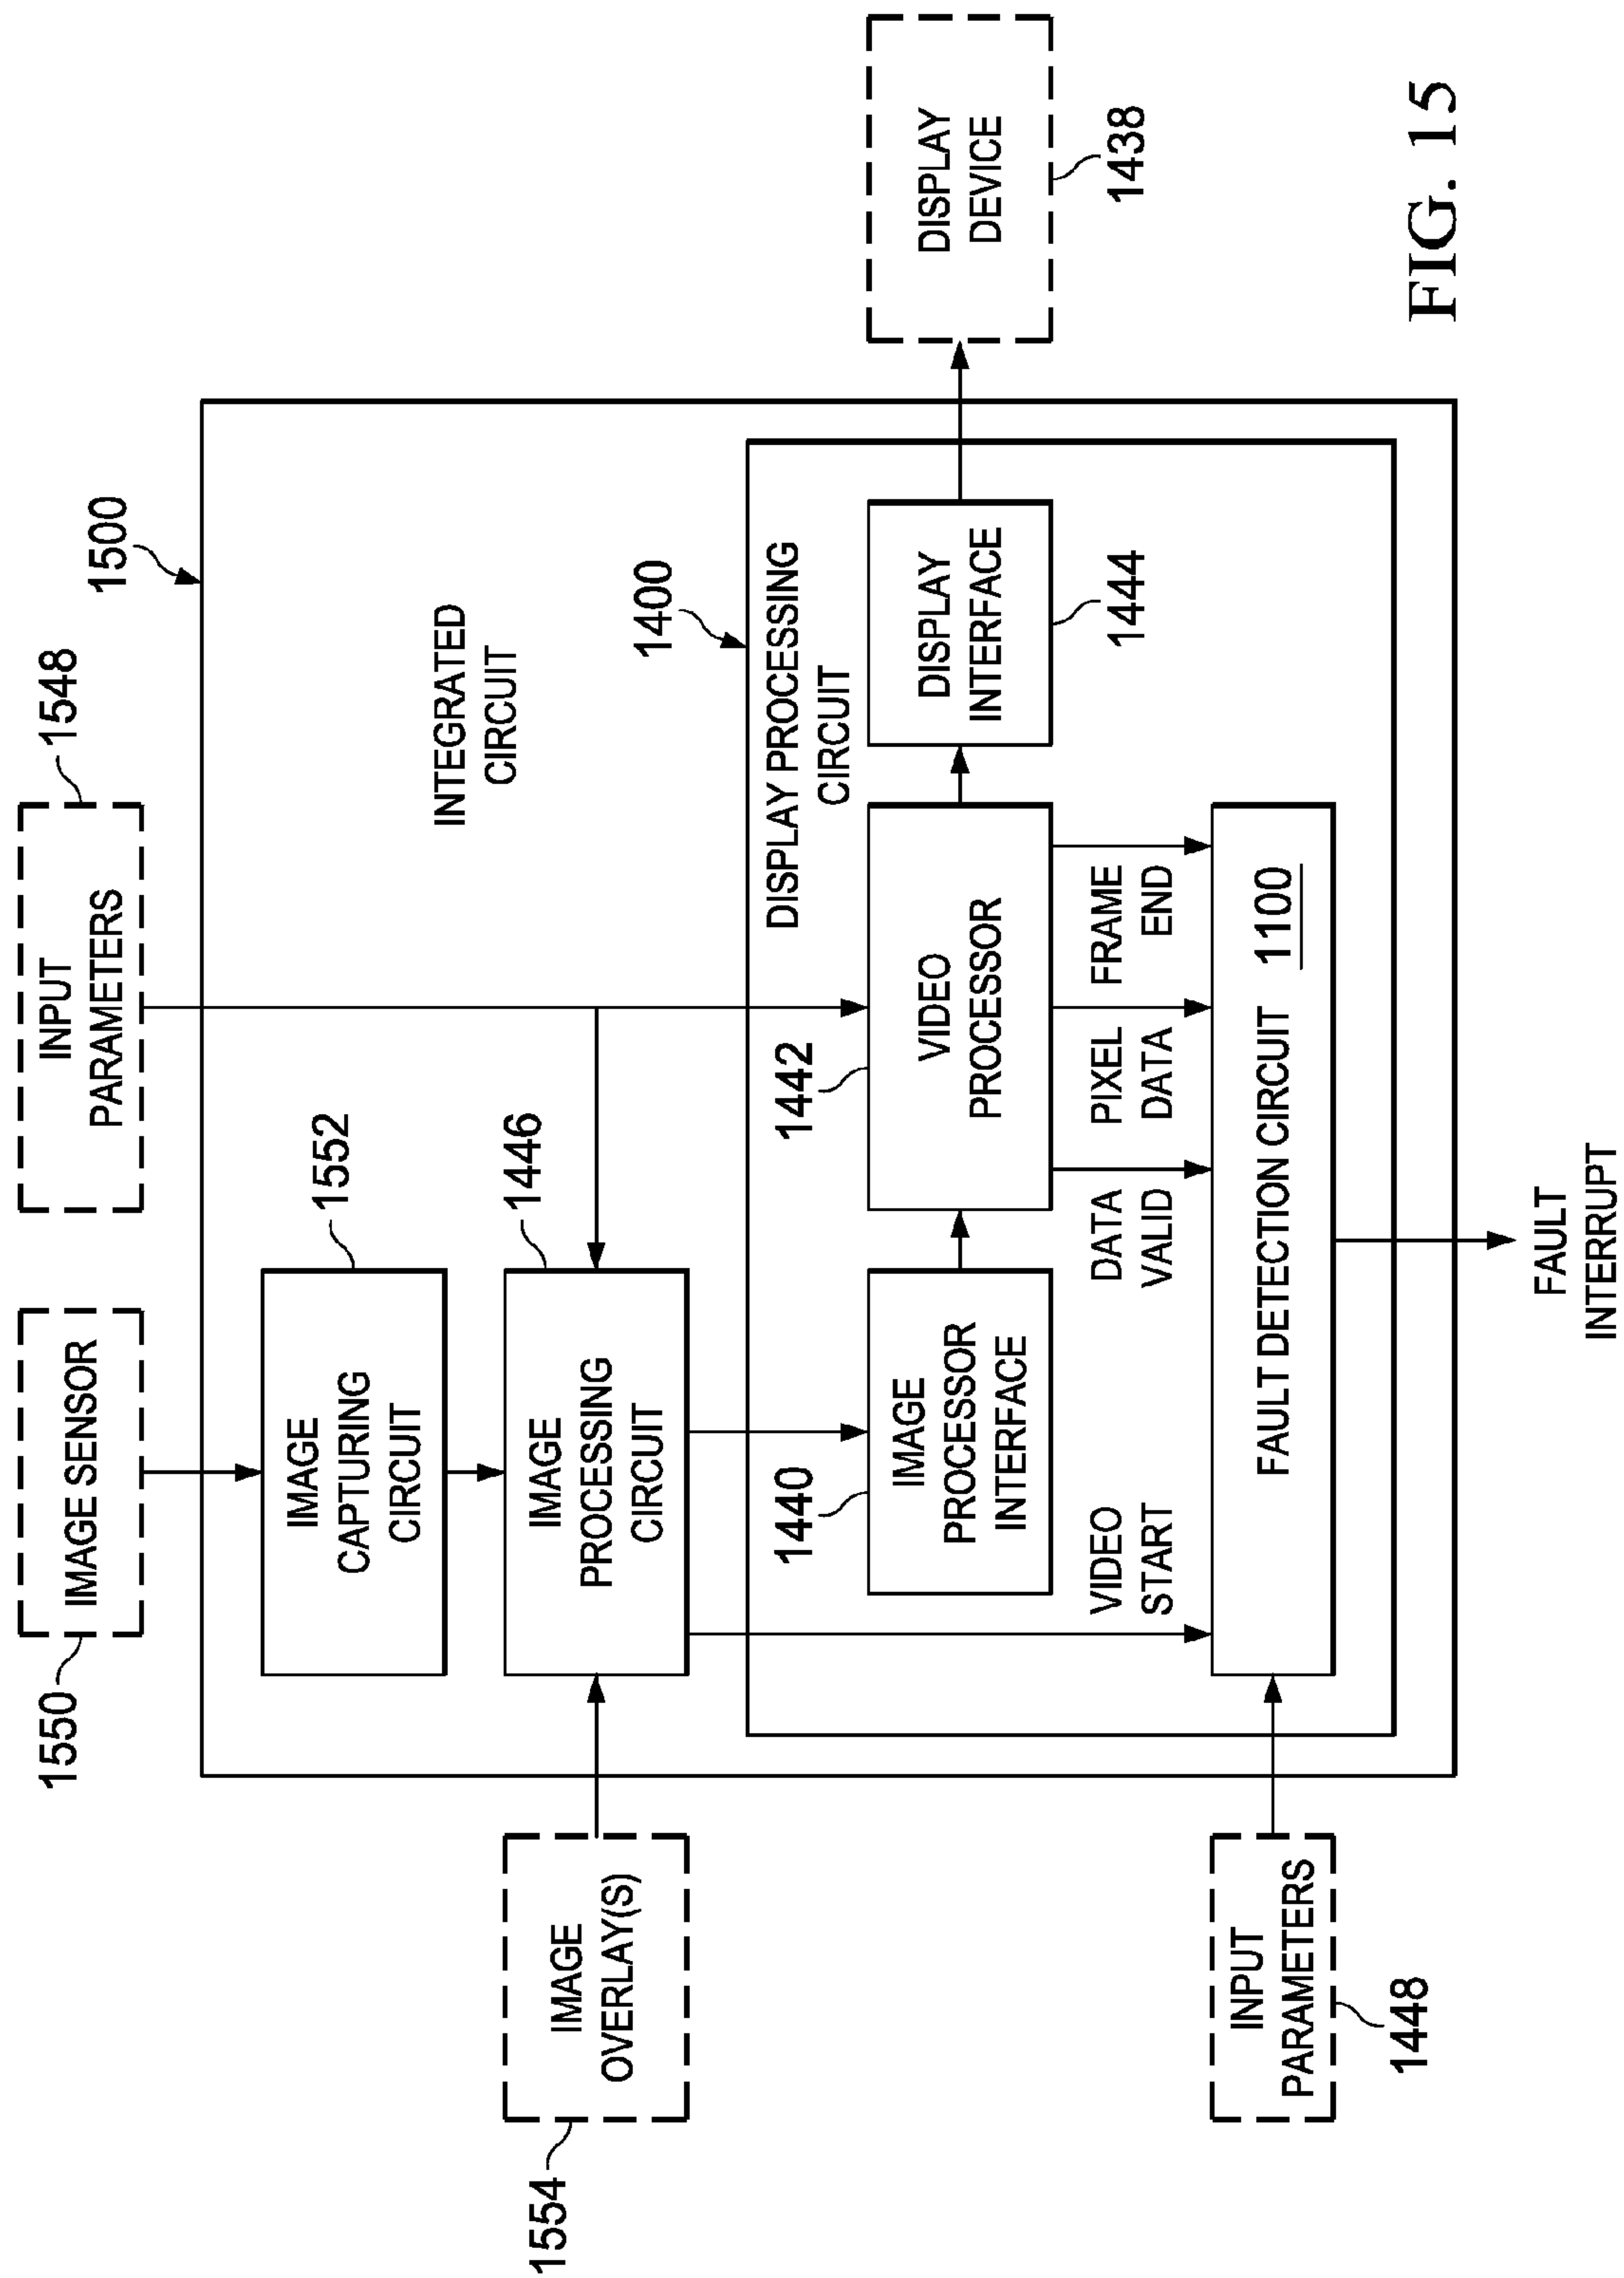 1550
IMAGE SENSOR
INPUT
PARAMETERS
1548
1500
IMAGE
CAPTURING
CIRCUIT
1552
INTEGRATED
CIRCUIT
1554
IMAGE
OVERLAY(S)
IMAGE
PROCESSING
CIRCUIT
1446
1400
DISPLAY PROCESSING
CIRCUIT
1440
IMAGE
PROCESSOR
INTERFACE
1442
VIDEO
PROCESSOR
DISPLAY
INTERFACE
1444
DISPLAY
DEVICE
1438
VIDEO
START
DATA
VALID
PIXEL
DATA
FRAME
END
INPUT
PARAMETERS
1448
FAULT DETECTION CIRCUIT 1100
FAULT
INTERRUPT
FIG. 15